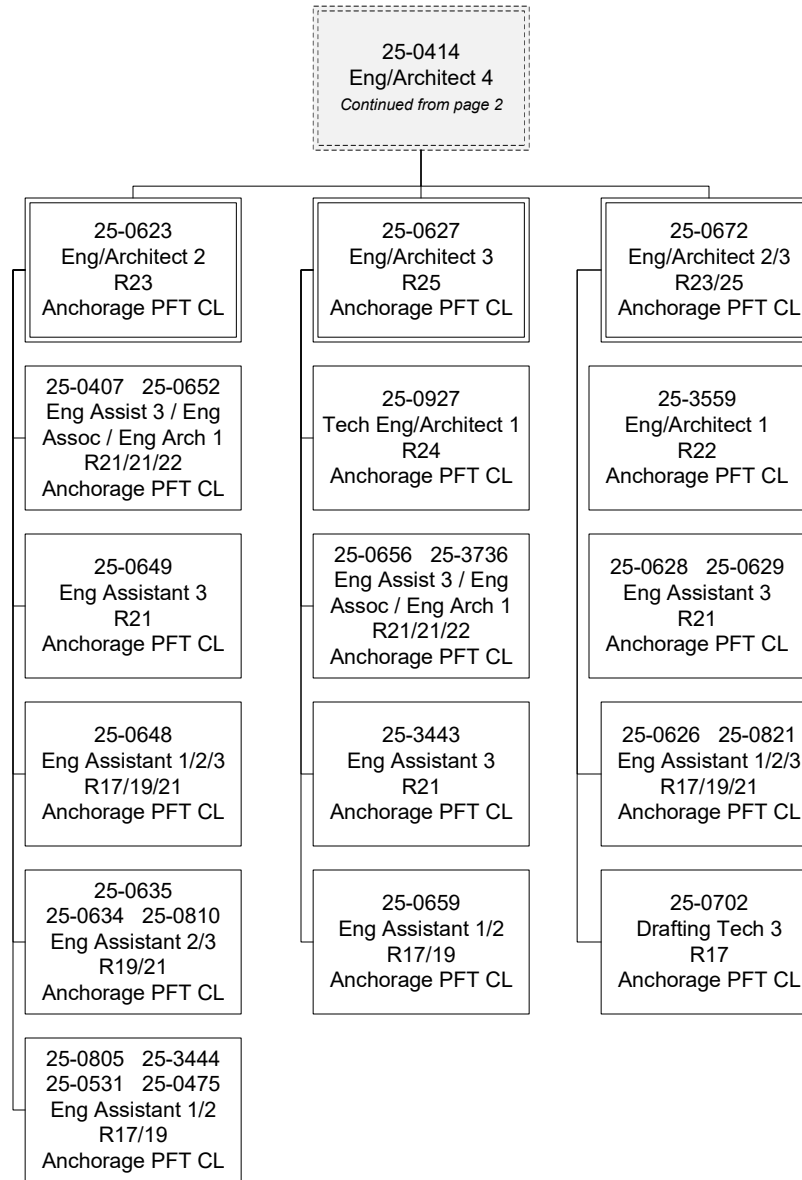 25-0414
Eng/Architect 4
Continued from page 2
25-0623
Eng/Architect 2
R23
Anchorage PFT CL
25-0407 25-0652
Eng Assist 3 / Eng
Assoc / Eng Arch 1
R21/21/22
Anchorage PFT CL
25-0649
Eng Assistant 3
R21
Anchorage PFT CL
25-0648
Eng Assistant 1/2/3
R17/19/21
Anchorage PFT CL
25-0635
25-0634 25-0810
Eng Assistant 2/3
R19/21
Anchorage PFT CL
25-0805 25-3444
25-0531 25-0475
Eng Assistant 1/2
R17/19
Anchorage PFT CL
25-0627
Eng/Architect 3
R25
Anchorage PFT CL
25-0927
Tech Eng/Architect 1
R24
Anchorage PFT CL
25-0656 25-3736
Eng Assist 3 / Eng
Assoc / Eng Arch 1
R21/21/22
Anchorage PFT CL
25-3443
Eng Assistant 3
R21
Anchorage PFT CL
25-0659
Eng Assistant 1/2
R17/19
Anchorage PFT CL
25-0672
Eng/Architect 2/3
R23/25
Anchorage PFT CL
25-3559
Eng/Architect 1
R22
Anchorage PFT CL
25-0628 25-0629
Eng Assistant 3
R21
Anchorage PFT CL
25-0626 25-0821
Eng Assistant 1/2/3
R17/19/21
Anchorage PFT CL
25-0702
Drafting Tech 3
R17
Anchorage PFT CL